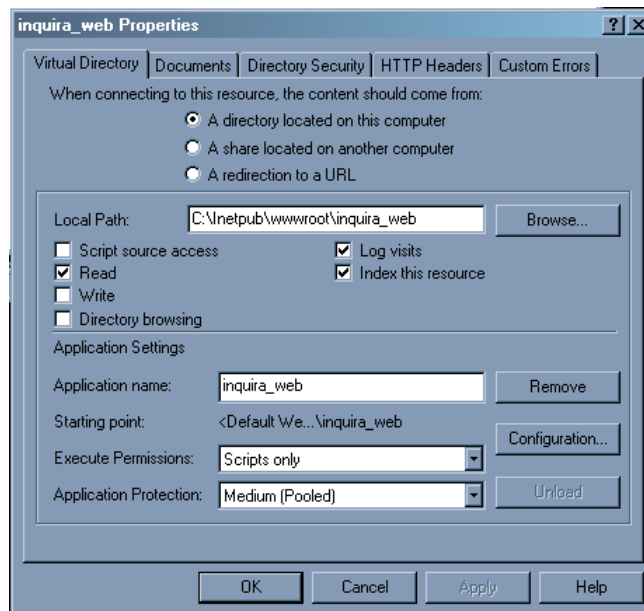 inquira_web Properties
Virtual Directory Documents Directory Security HTTP Headers Custom Errors
When connecting to this resource, the content should come from:
A directory located on this computer
A share located on another computer
A redirection to a URL
Local Path: C:\Inetpub\wwwroot\inquira_web Browse...
Script source access Log visits
Read Index this resource
Write
Directory browsing
Application Settings
Application name: inquira_web Remove
Starting point: <Default We...\inquira_web
Configuration...
Execute Permissions: Scripts only
Application Protection: Medium (Pooled) Unload
OK Cancel Apply Help